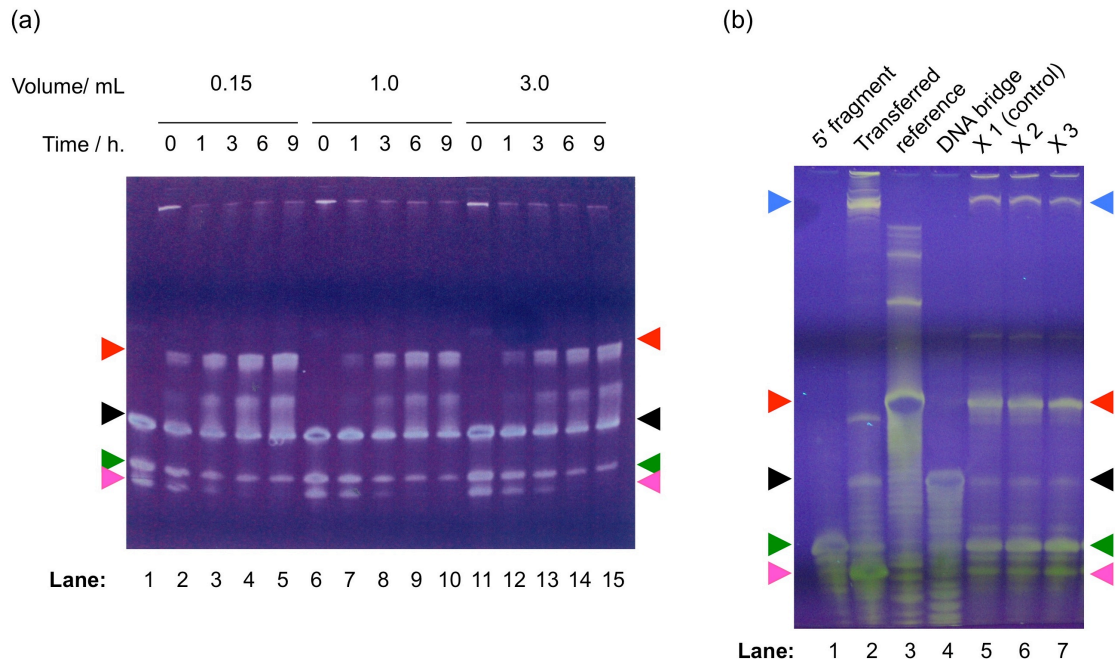 (a)
Volume/ mL 0.15 1.0 3.0
Time / h. 0 1 3 6 9 0 1 3 6 9 0 1 3 6 9
Lane: 1 2 3 4 5 6 7 8 9 10 11 12 13 14 15
(b)
5' fragment
Transferred
reference
DNA bridge
X 1 (control)
X 2
X 3
Lane: 1 2 3 4 5 6 7